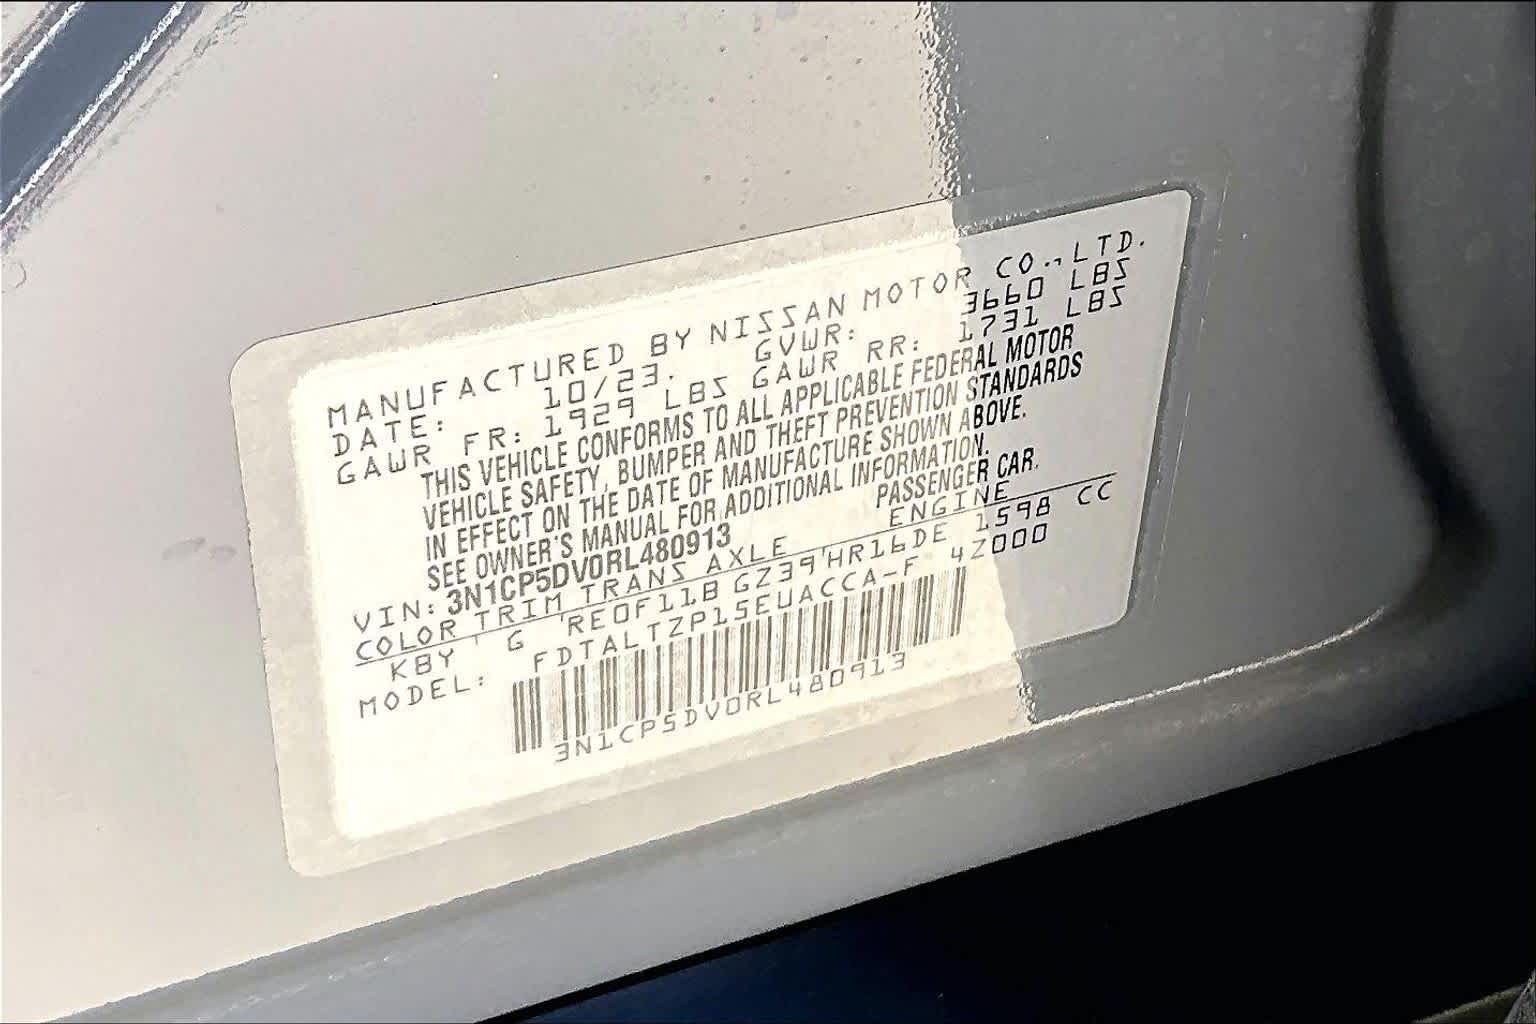 MANUFACTURED BY NISSAN MOTOR CO., LTD.
DATE: 10/23. GVWR: 3660 LBS
GAWR FR: 1929 LBS GAWR RR: 1731 LBS
THIS VEHICLE CONFORMS TO ALL APPLICABLE FEDERAL MOTOR
VEHICLE SAFETY, BUMPER AND THEFT PREVENTION STANDARDS
IN EFFECT ON THE DATE OF MANUFACTURE SHOWN ABOVE.
SEE OWNER'S MANUAL FOR ADDITIONAL INFORMATION.
VIN: 3N1CP5DV0RL480913 PASSENGER CAR.
COLOR TRIM TRANS AXLE ENGINE
KBY G RE0F11B GZ39 HR16DE 1598 CC
MODEL: FDTALTZP15EUACCA-F 4Z000
3N1CP5DV0RL480913